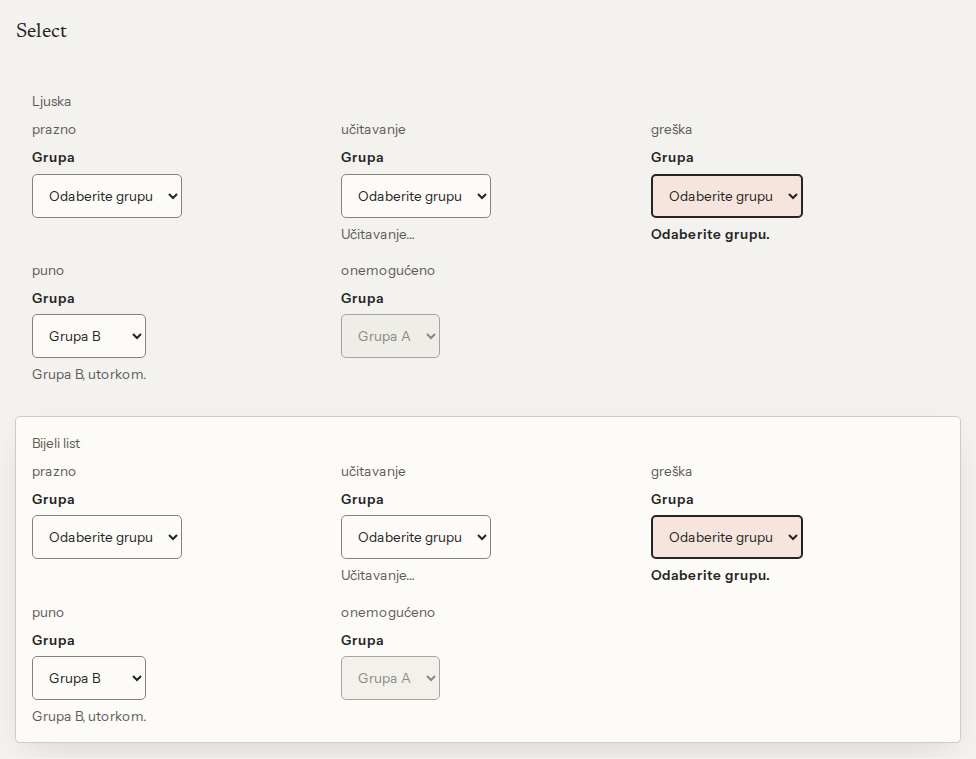 Select
Ljuska
prazno učitavanje greška
Grupa Grupa Grupa
Odaberite grupu Odaberite grupu Odaberite grupu
Učitavanje... Odaberite grupu.
puno onemogućeno
Grupa Grupa
Grupa B Grupa A
Grupa B, utorkom.
Bijeli list
prazno učitavanje greška
Grupa Grupa Grupa
Odaberite grupu Odaberite grupu Odaberite grupu
Učitavanje... Odaberite grupu.
puno onemogućeno
Grupa Grupa
Grupa B Grupa A
Grupa B, utorkom.